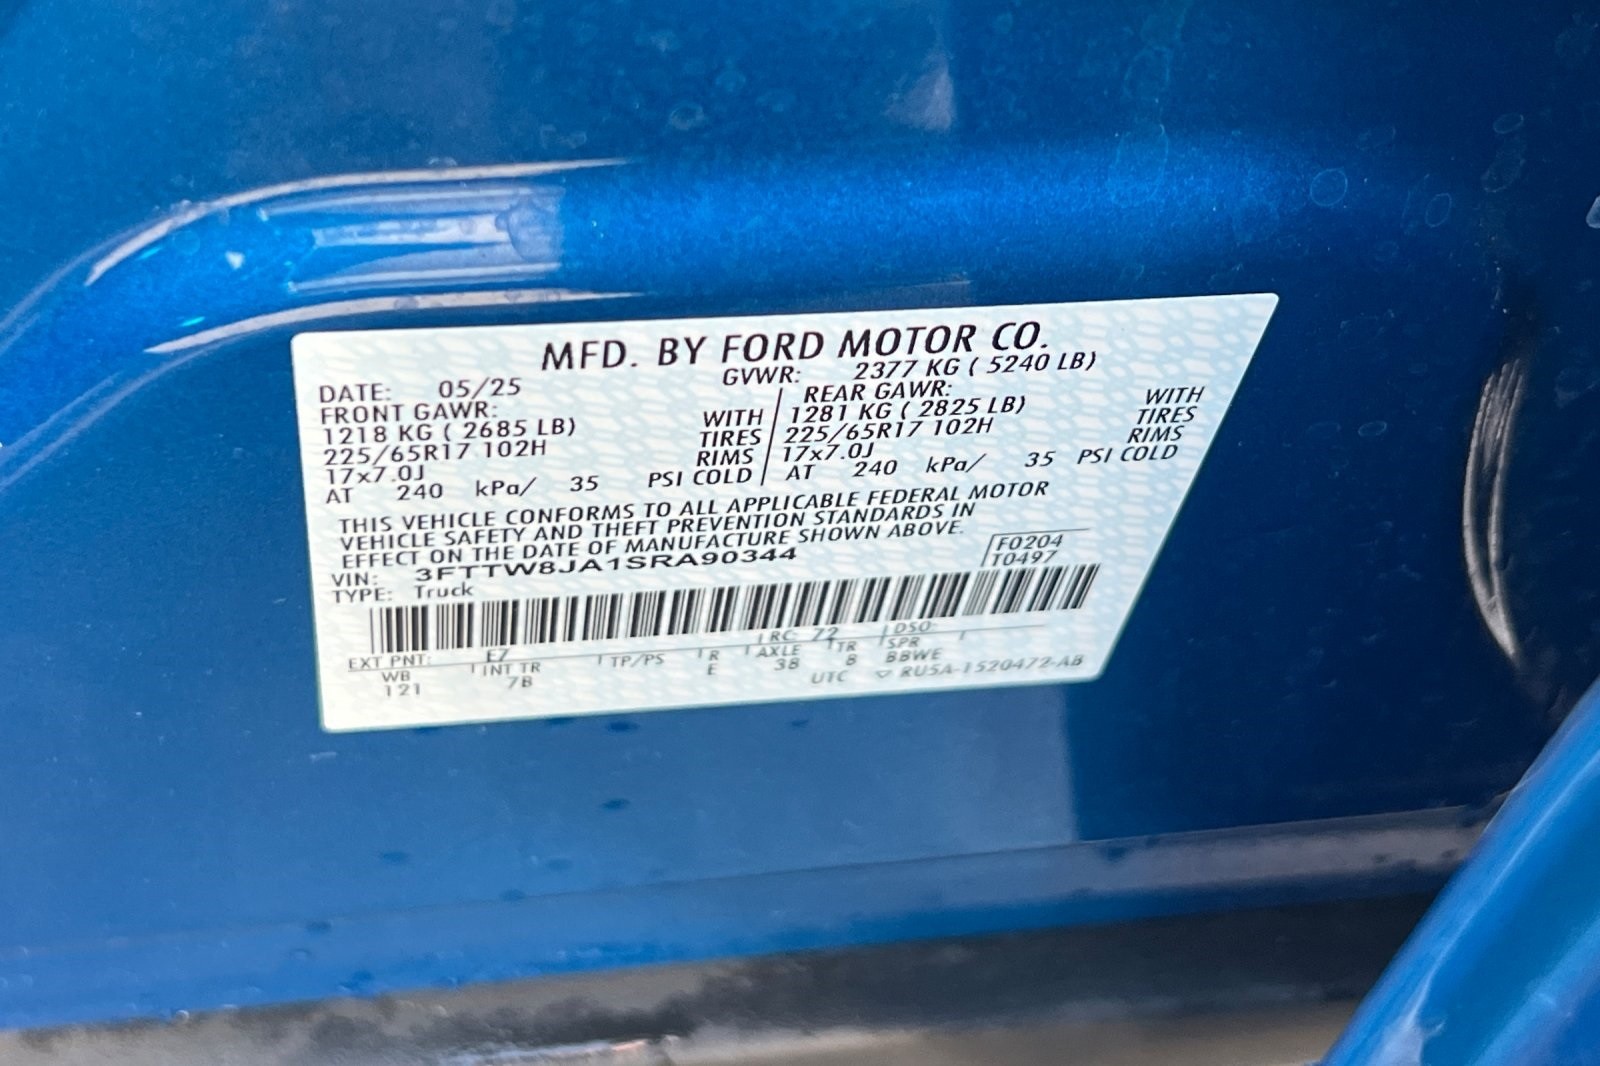 MFD. BY FORD MOTOR CO.
DATE: 05/25 GVWR: 2377 KG ( 5240 LB)
FRONT GAWR: REAR GAWR:
1218 KG ( 2685 LB) WITH 1281 KG ( 2825 LB) WITH
225/65R17 102H TIRES 225/65R17 102H TIRES
17x7.0J RIMS 17x7.0J RIMS
AT 240 kPa/ 35 PSI COLD AT 240 kPa/ 35 PSI COLD
THIS VEHICLE CONFORMS TO ALL APPLICABLE FEDERAL MOTOR
VEHICLE SAFETY AND THEFT PREVENTION STANDARDS IN
EFFECT ON THE DATE OF MANUFACTURE SHOWN ABOVE.
VIN: 3FTTW8JA1SRA90344 F0204
TYPE: Truck T0497
EXT PNT: E7 RC: 72 DSO:
WB INT TR TP/PS R AXLE TR SPR
121 7B E 38 8 BBWE
UTC ▽ RU5A-1520472-AB